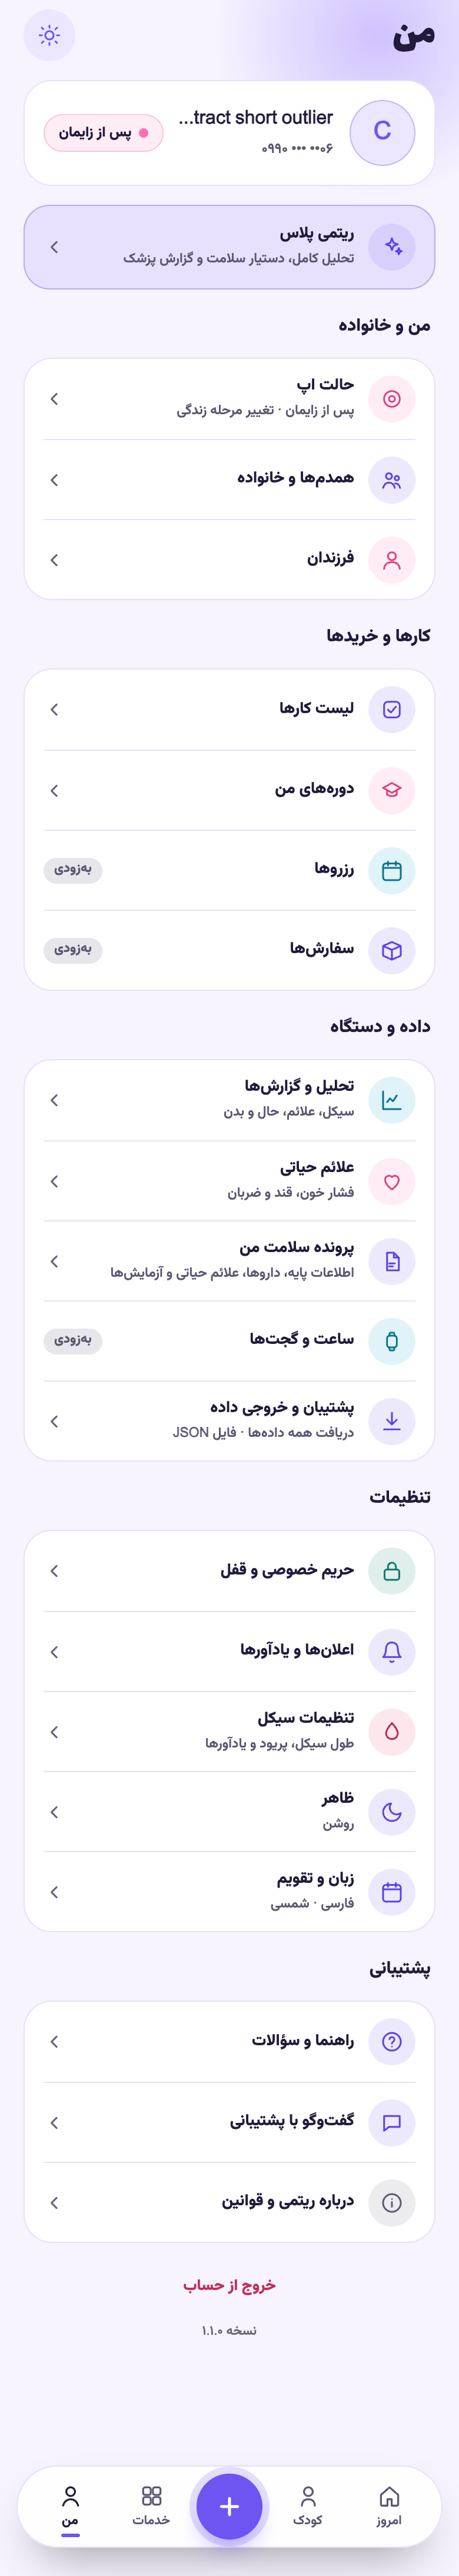 من
C
...tract short outlier
پس از زایمان
۰۹۹۰ ••• ••۰۶
ریتمی پلاس
تحلیل کامل، دستیار سلامت و گزارش پزشک
من و خانواده
حالت اپ
پس از زایمان · تغییر مرحله زندگی
همدم‌ها و خانواده
فرزندان
کارها و خریدها
لیست کارها
دوره‌های من
رزروها
به‌زودی
سفارش‌ها
به‌زودی
داده و دستگاه
تحلیل و گزارش‌ها
سیکل، علائم، حال و بدن
علائم حیاتی
فشار خون، قند و ضربان
پرونده سلامت من
اطلاعات پایه، داروها، علائم حیاتی و آزمایش‌ها
ساعت و گجت‌ها
به‌زودی
پشتیبان و خروجی داده
دریافت همه داده‌ها · فایل JSON
تنظیمات
حریم خصوصی و قفل
اعلان‌ها و یادآورها
تنظیمات سیکل
طول سیکل، پریود و یادآورها
ظاهر
روشن
زبان و تقویم
فارسی · شمسی
پشتیبانی
راهنما و سؤالات
گفت‌وگو با پشتیبانی
درباره ریتمی و قوانین
خروج از حساب
نسخه ۱.۱.۰
امروز
کودک
خدمات
من